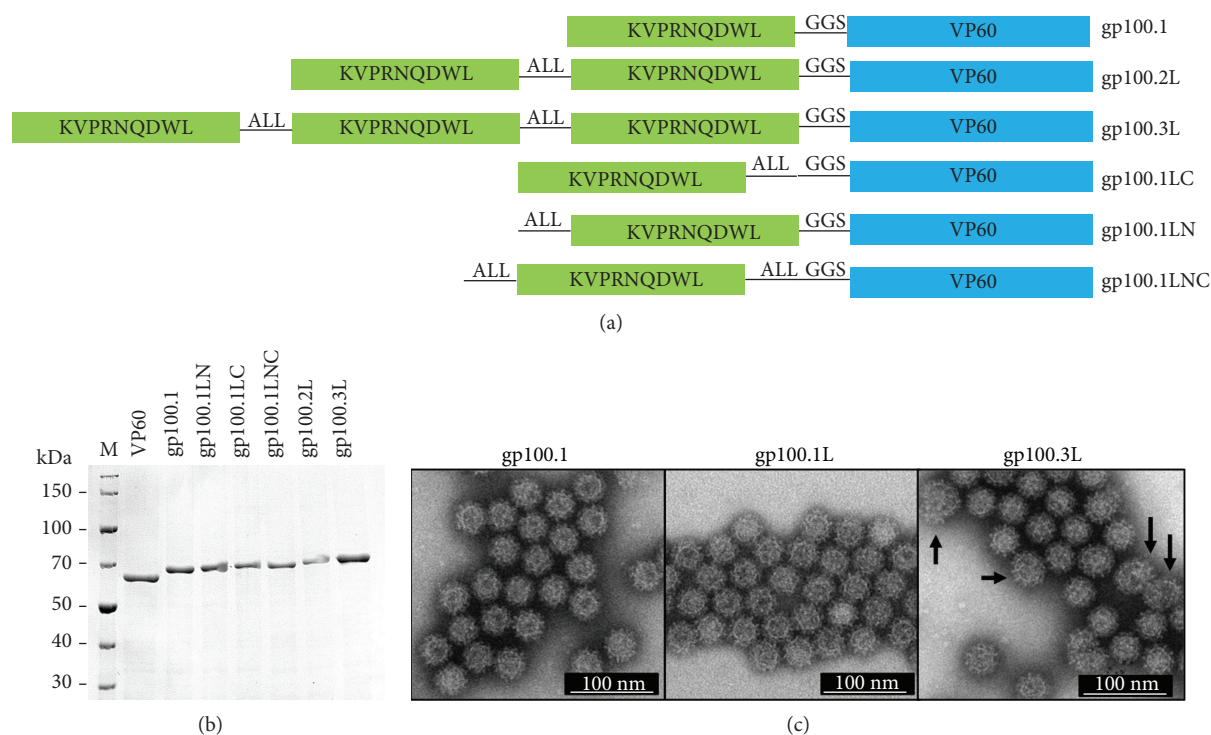 KVPRNQDWL GGS VP60 gp100.1
KVPRNQDWL ALL KVPRNQDWL GGS VP60 gp100.2L
KVPRNQDWL ALL KVPRNQDWL ALL KVPRNQDWL GGS VP60 gp100.3L
KVPRNQDWL ALL GGS VP60 gp100.1LC
ALL KVPRNQDWL GGS VP60 gp100.1LN
ALL KVPRNQDWL ALL GGS VP60 gp100.1LNC
(a)
kDa M VP60 gp100.1 gp100.1LN gp100.1LC gp100.1LNC gp100.2L gp100.3L
150
100
70
50
40
30
(b)
gp100.1 gp100.1L gp100.3L
100 nm 100 nm 100 nm
(c)